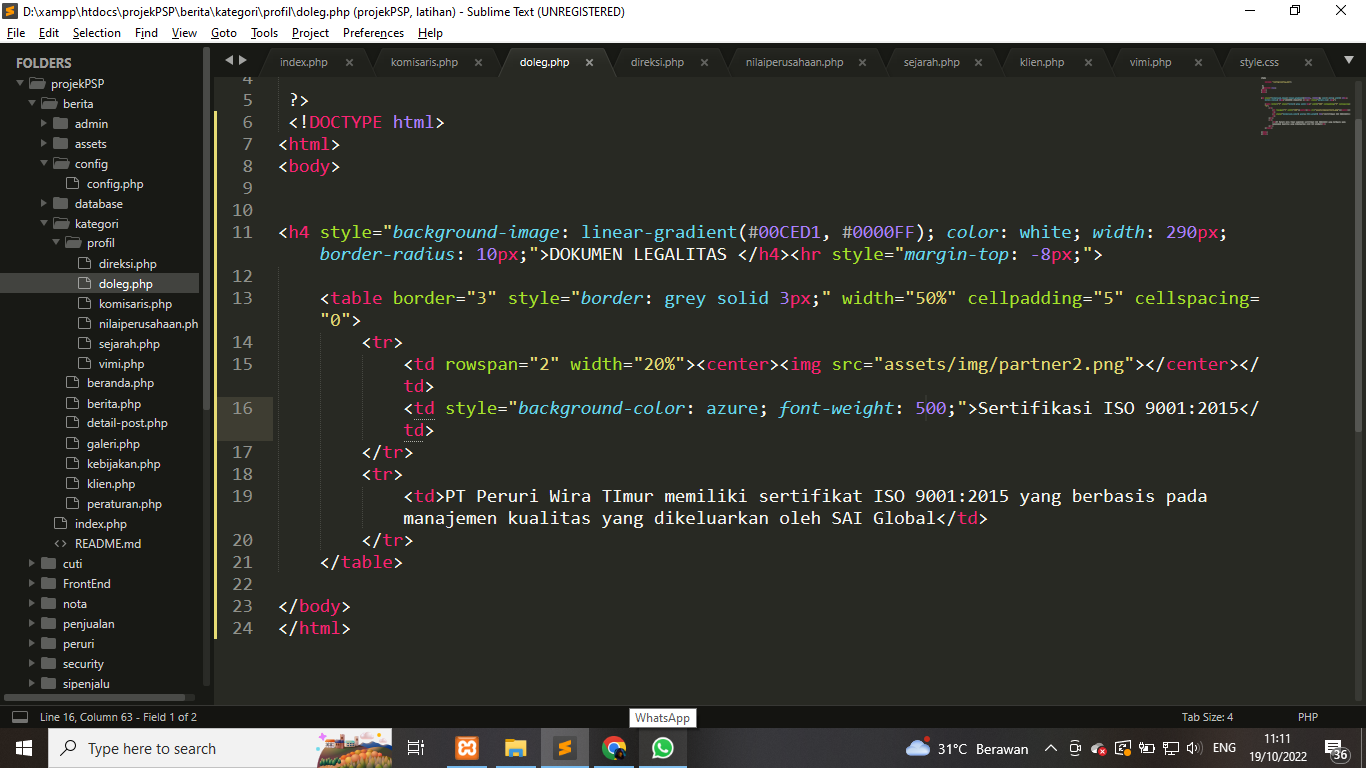 D:\xampp\htdocs\projekPSP\berita\kategori\profil\doleg.php (projekPSP, latihan) - Sublime Text (UNREGISTERED)
File Edit Selection Find View Goto Tools Project Preferences Help
FOLDERS
projekPSP
berita
admin
assets
config
config.php
database
kategori
profil
direksi.php
doleg.php
komisaris.php
nilaiperusahaan.ph
sejarah.php
vimi.php
beranda.php
berita.php
detail-post.php
galeri.php
kebijakan.php
klien.php
peraturan.php
index.php
README.md
cuti
FrontEnd
nota
penjualan
peruri
security
sipenjalu
index.php komisaris.php doleg.php direksi.php nilaiperusahaan.php sejarah.php klien.php vimi.php style.css
4
5 ?>
6 <!DOCTYPE html>
7 <html>
8 <body>
9
10
11 <h4 style="background-image: linear-gradient(#00CED1, #0000FF); color: white; width: 290px;
border-radius: 10px;">DOKUMEN LEGALITAS </h4><hr style="margin-top: -8px;">
12
13 <table border="3" style="border: grey solid 3px;" width="50%" cellpadding="5" cellspacing=
"0">
14 <tr>
15 <td rowspan="2" width="20%"><center><img src="assets/img/partner2.png"></center></
td>
16 <td style="background-color: azure; font-weight: 500;">Sertifikasi ISO 9001:2015</
td>
17 </tr>
18 <tr>
19 <td>PT Peruri Wira TImur memiliki sertifikat ISO 9001:2015 yang berbasis pada
manajemen kualitas yang dikeluarkan oleh SAI Global</td>
20 </tr>
21 </table>
22
23 </body>
24 </html>
Line 16, Column 63 - Field 1 of 2
WhatsApp
Tab Size: 4 PHP
Type here to search
31°C Berawan
ENG
11:11
19/10/2022
36